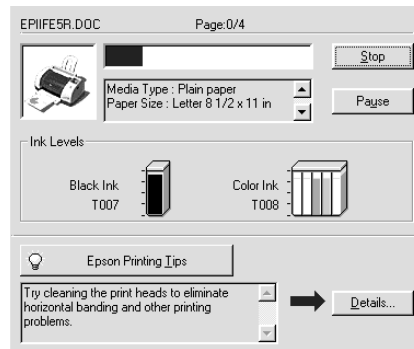 EPIIFE5R.DOC Page:0/4
Stop
Media Type : Plain paper
Paper Size : Letter 8 1/2 x 11 in
Pause
Ink Levels
Black Ink
T007
Color Ink
T008
Epson Printing Tips
Try cleaning the print heads to eliminate
horizontal banding and other printing
problems.
Details...